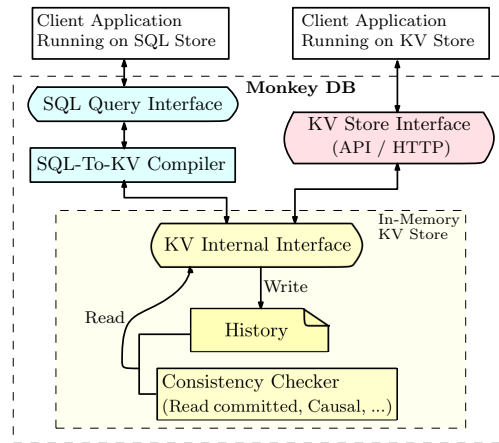 Client Application
Running on SQL Store
Client Application
Running on KV Store
Monkey DB
SQL Query Interface
KV Store Interface
(API / HTTP)
SQL-To-KV Compiler
In-Memory
KV Store
KV Internal Interface
Write
Read
History
Consistency Checker
(Read committed, Causal, ...)